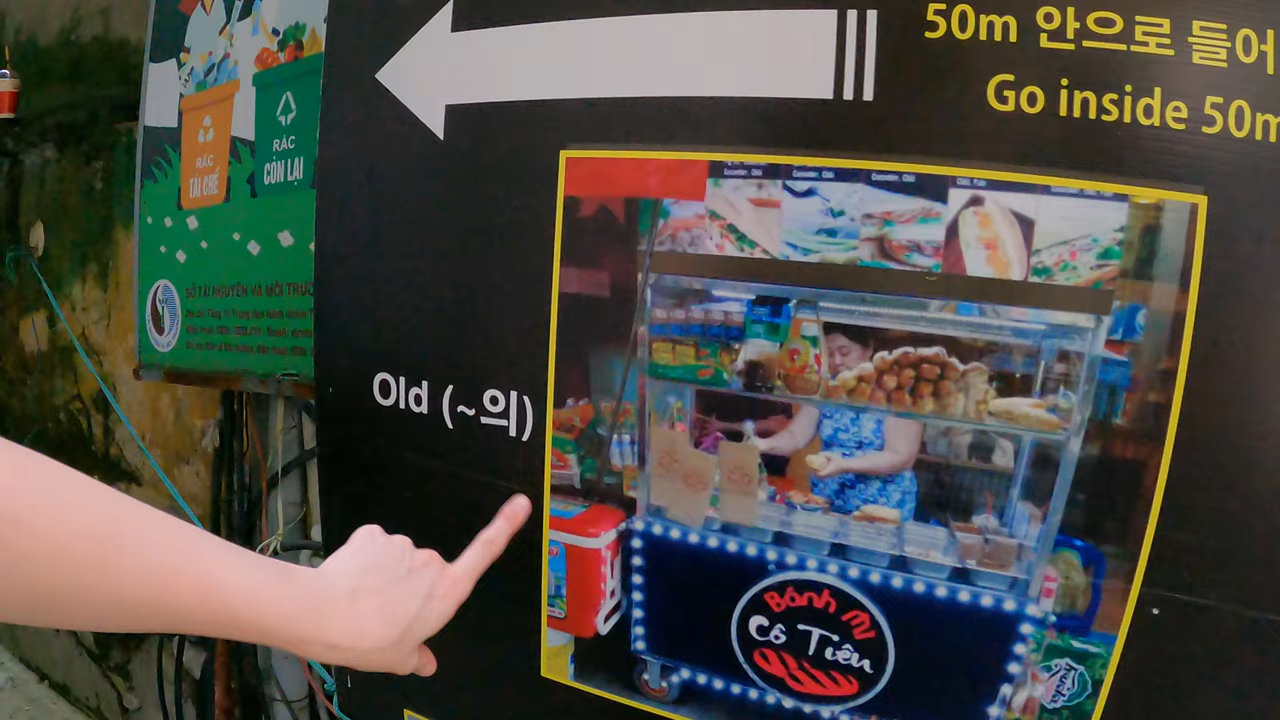 50m 안으로 들어
Go inside 50m
RÁC
TÁI CHẾ
RÁC
CÒN LẠI
SỞ TÀI NGUYÊN VÀ MÔI TRƯỜ
Old (~의)
Bánh Mì
Cô Tiên